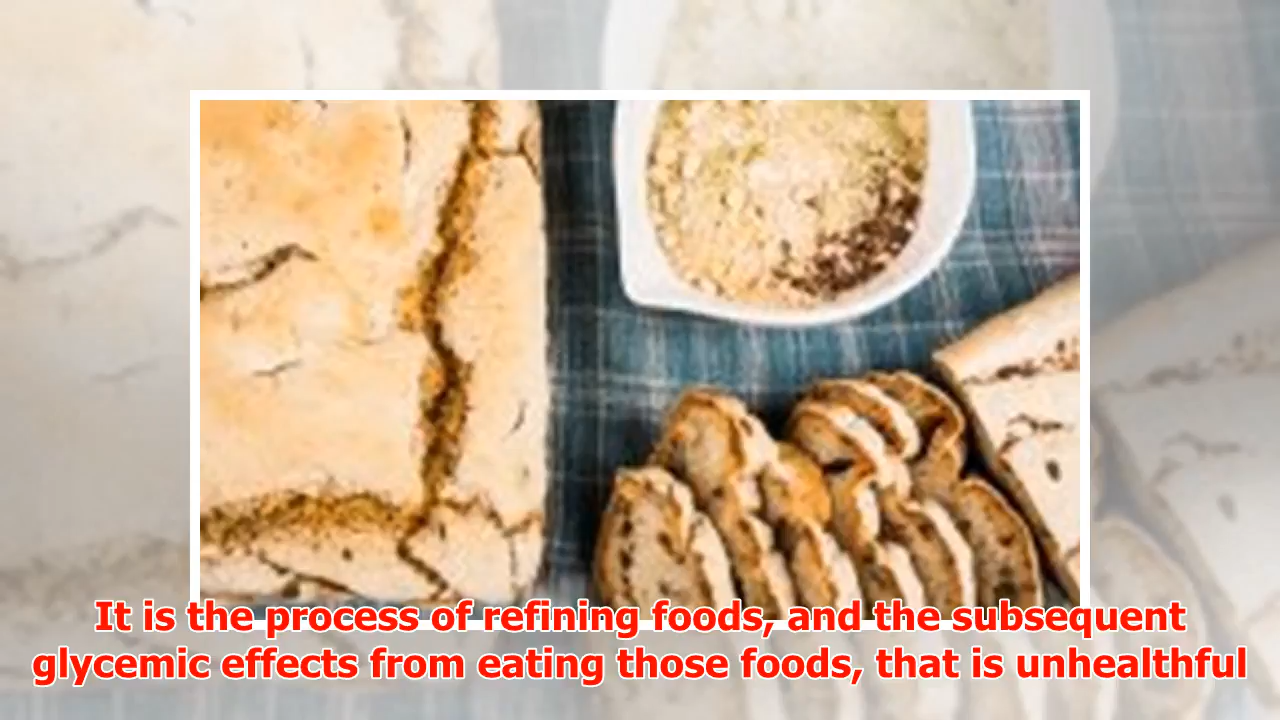 It is the process of refining foods, and the subsequent
glycemic effects from eating those foods, that is unhealthful